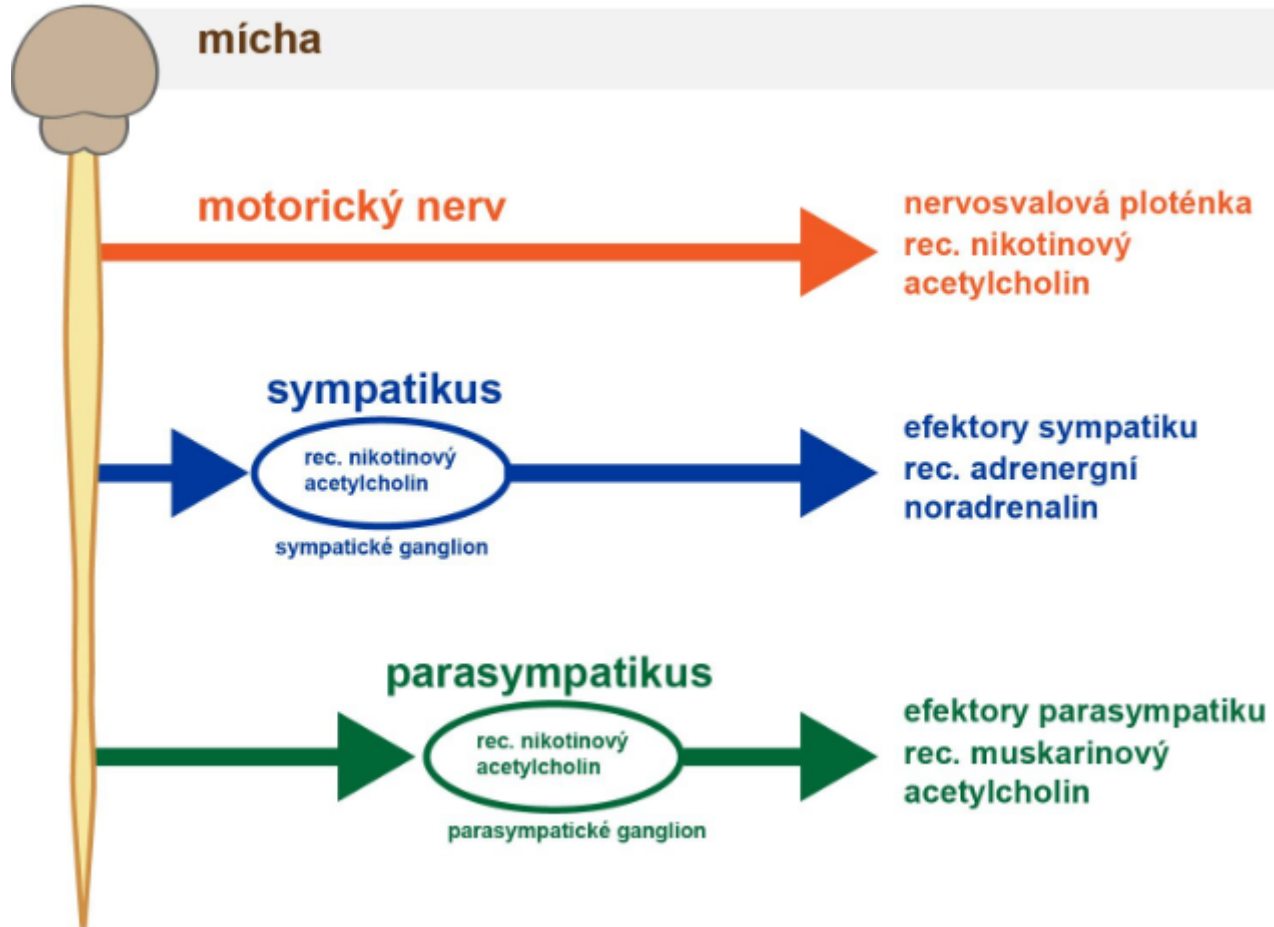 mícha
motorický nerv
nervosvalová ploténka
rec. nikotinový
acetylcholin
sympatikus
rec. nikotinový
acetylcholin
sympatické ganglion
efektory sympatiku
rec. adrenergní
noradrenalin
parasympatikus
rec. nikotinový
acetylcholin
parasympatické ganglion
efektory parasympatiku
rec. muskarinový
acetylcholin